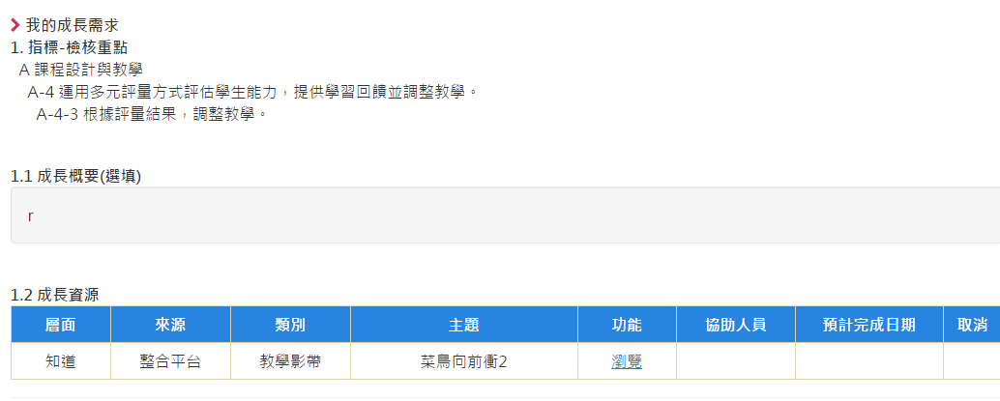 我的成長需求
1. 指標-檢核重點
A 課程設計與教學
A-4 運用多元評量方式評估學生能力，提供學習回饋並調整教學。
A-4-3 根據評量結果，調整教學。
1.1 成長概要(選填)
r
1.2 成長資源
層面 來源 類別 主題 功能 協助人員 預計完成日期 取消
知道 整合平台 教學影帶 菜鳥向前衝2 瀏覽